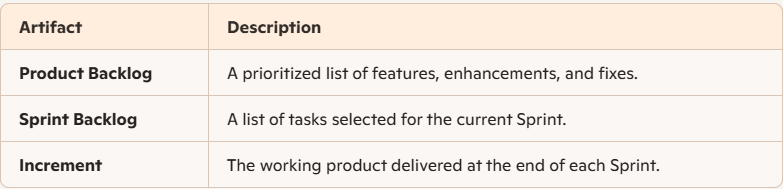 Artifact Description
Product Backlog A prioritized list of features, enhancements, and fixes.
Sprint Backlog A list of tasks selected for the current Sprint.
Increment The working product delivered at the end of each Sprint.